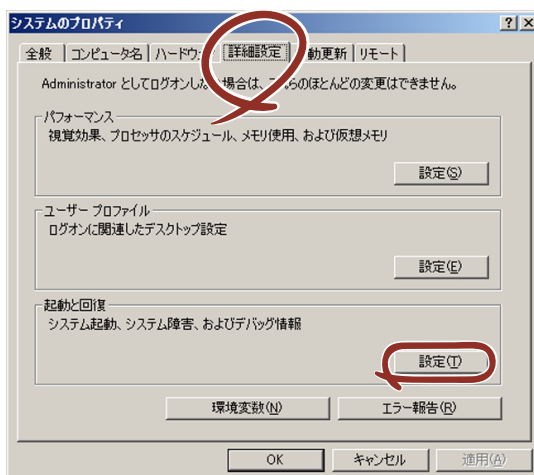 システムのプロパティ
全般 コンピュータ名 ハードウ 詳細設定 動更新 リモート
Administrator としてログオンしな 場合は、 らのほとんどの変更はできません。
パフォーマンス
視覚効果、プロセッサのスケジュール、メモリ使用、および仮想メモリ
設定(S)
ユーザー プロファイル
ログオンに関連したデスクトップ設定
設定(E)
起動と回復
システム起動、システム障害、およびデバッグ情報
設定(T)
環境変数(N) エラー報告(R)
OK キャンセル 適用(A)